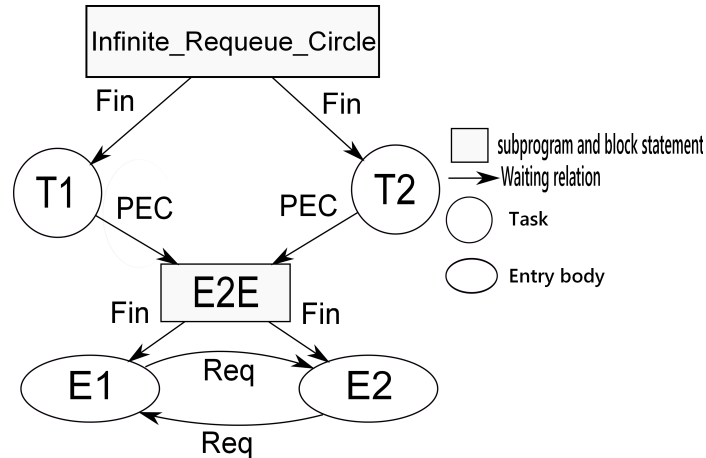 Infinite_Requeue_Circle
Fin
Fin
T1
T2
PEC
PEC
E2E
Fin
Fin
E1
E2
Req
Req
subprogram and block statement
Waiting relation
Task
Entry body